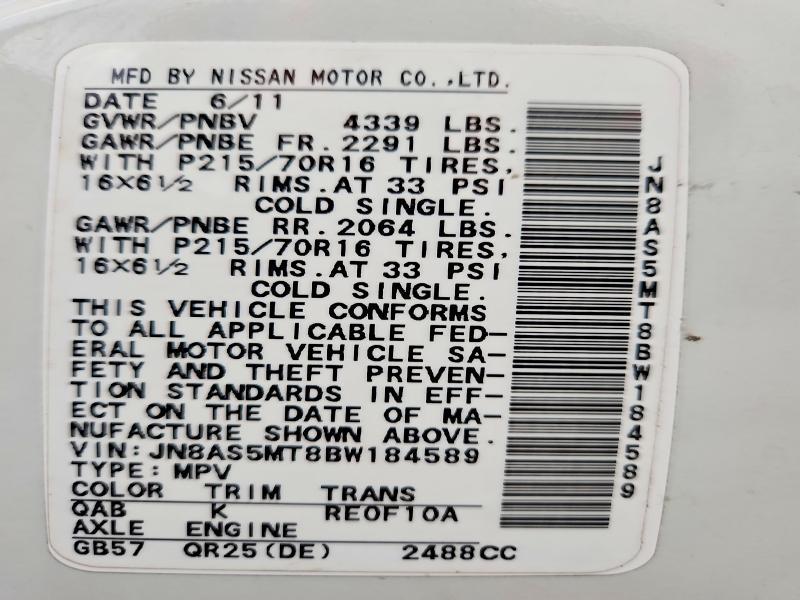 MFD BY NISSAN MOTOR CO.,LTD.
DATE 6/11
GVWR/PNBV 4339 LBS.
GAWR/PNBE FR. 2291 LBS.
WITH P215/70R16 TIRES,
16X6½ RIMS.AT 33 PSI
COLD SINGLE.
GAWR/PNBE RR. 2064 LBS.
WITH P215/70R16 TIRES,
16X6½ RIMS.AT 33 PSI
COLD SINGLE.
THIS VEHICLE CONFORMS
TO ALL APPLICABLE FED-
ERAL MOTOR VEHICLE SA-
FETY AND THEFT PREVEN-
TION STANDARDS IN EFF-
ECT ON THE DATE OF MA-
NUFACTURE SHOWN ABOVE.
VIN: JN8AS5MT8BW184589
TYPE: MPV
COLOR TRIM TRANS
QAB K RE0F10A
AXLE ENGINE
GB57 QR25(DE) 2488CC
JN8AS5MT8BW184589